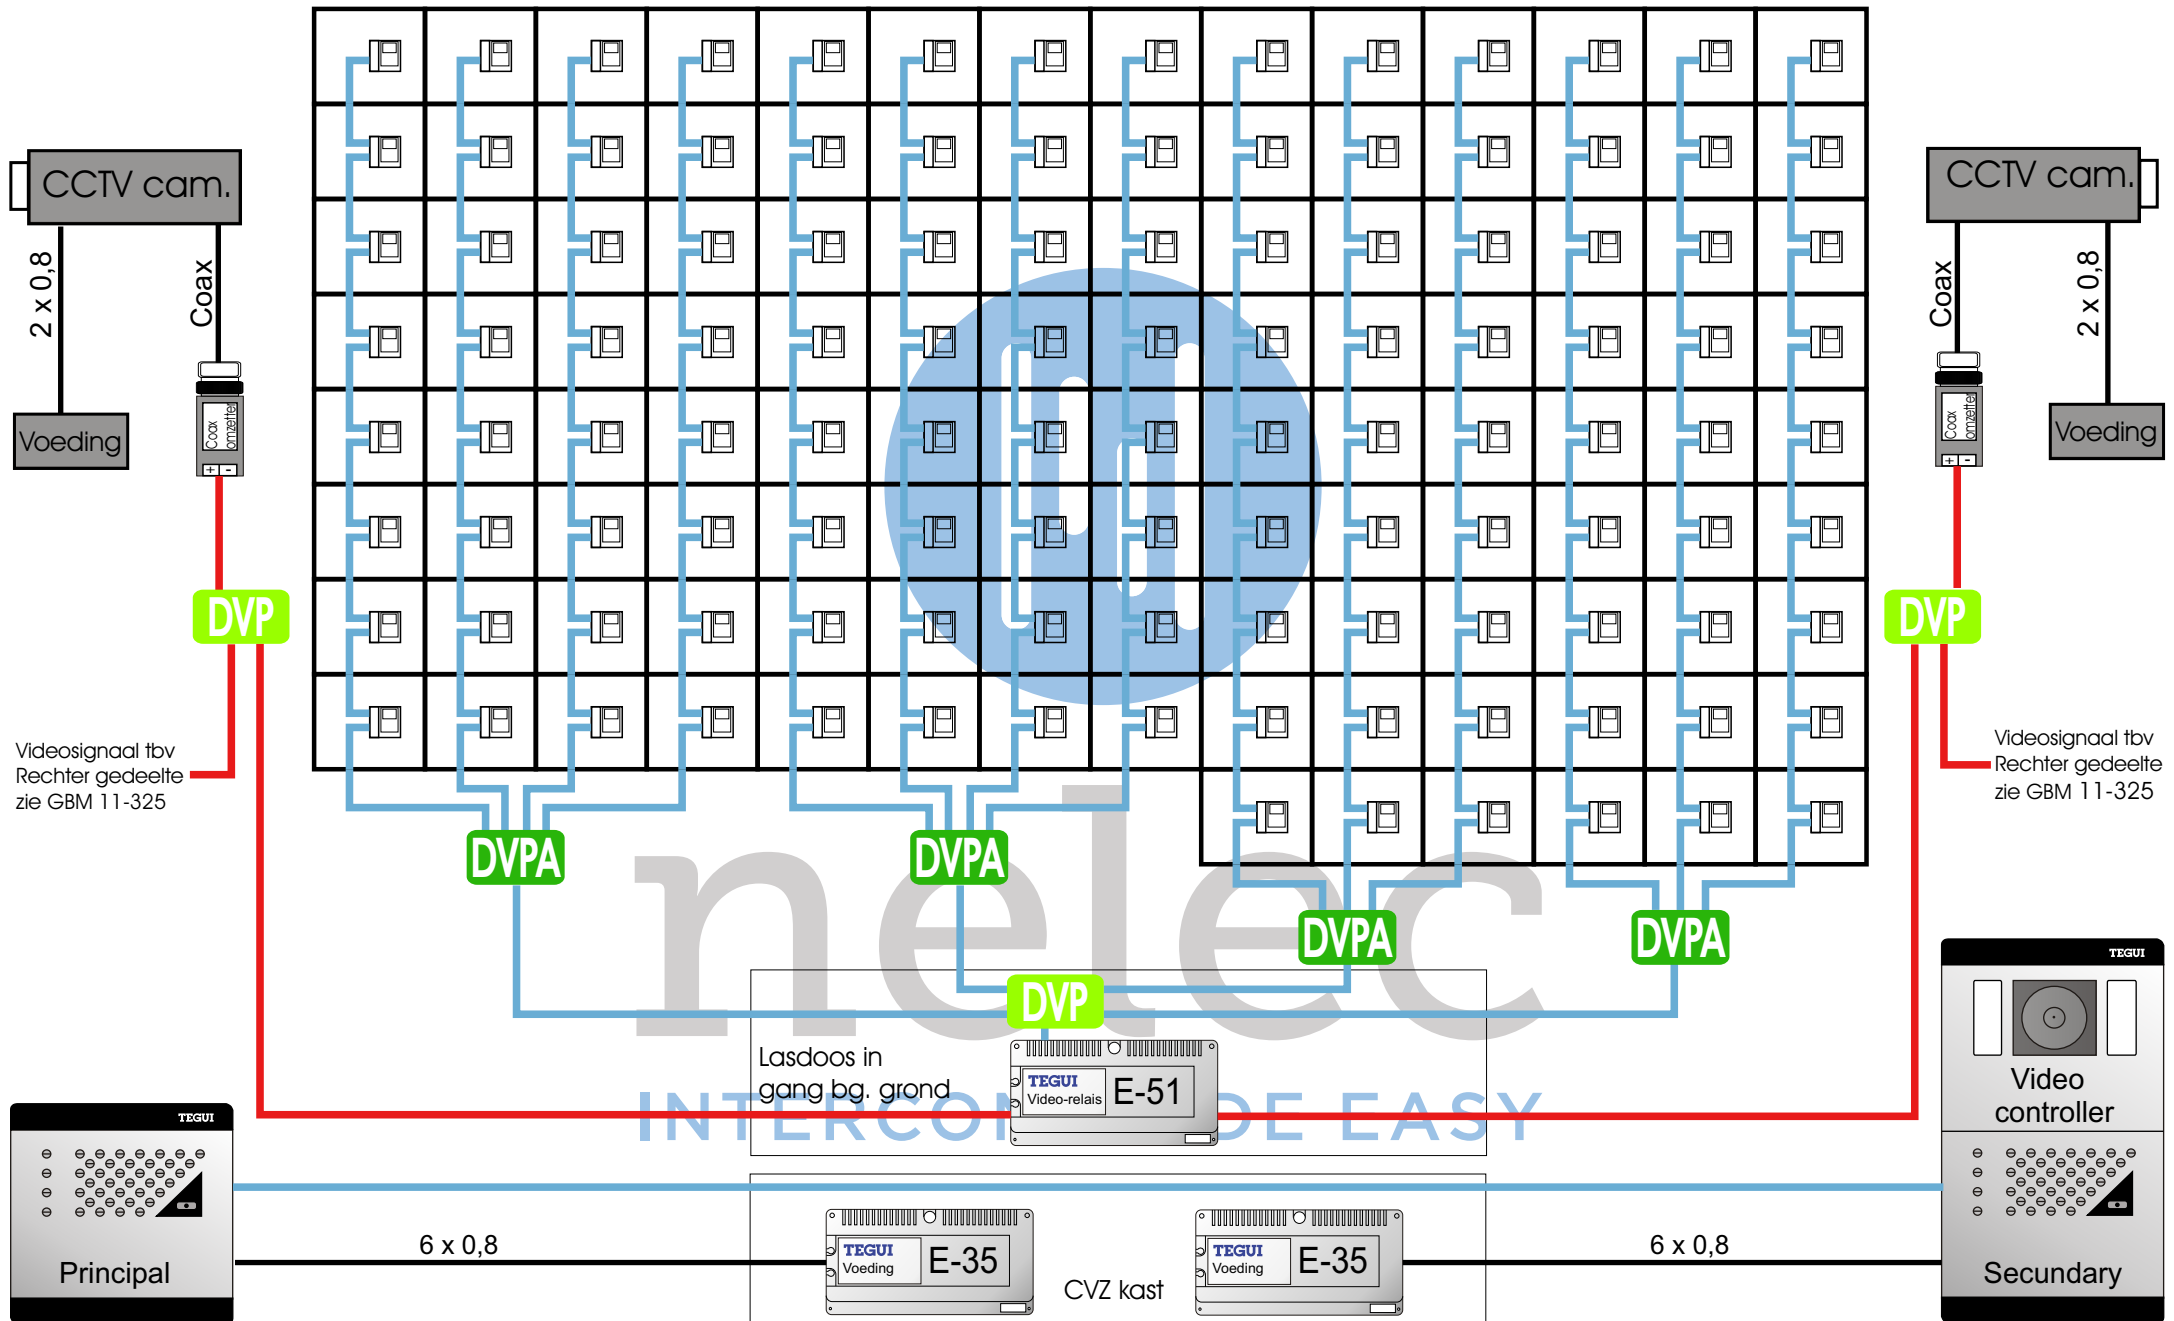 CCTV cam.
CCTV cam.
2 x 0,8
Coax
Coax
2 x 0,8
Voeding
Coax
omzetter
+ -
Coax
omzetter
+ -
Voeding
DVP
DVP
Videosignaal tbv
Rechter gedeelte
zie GBM 11-325
Videosignaal tbv
Rechter gedeelte
zie GBM 11-325
DVPA
DVPA
DVPA
DVPA
nelec
DVP
Lasdoos in
gang bg. grond
TEGUI
Video-relais
E-51
TEGUI
Video
controller
TEGUI
Principal
6 x 0,8
TEGUI
Voeding
E-35
CVZ kast
TEGUI
Voeding
E-35
6 x 0,8
Secundary
INTERCOM DE EASY